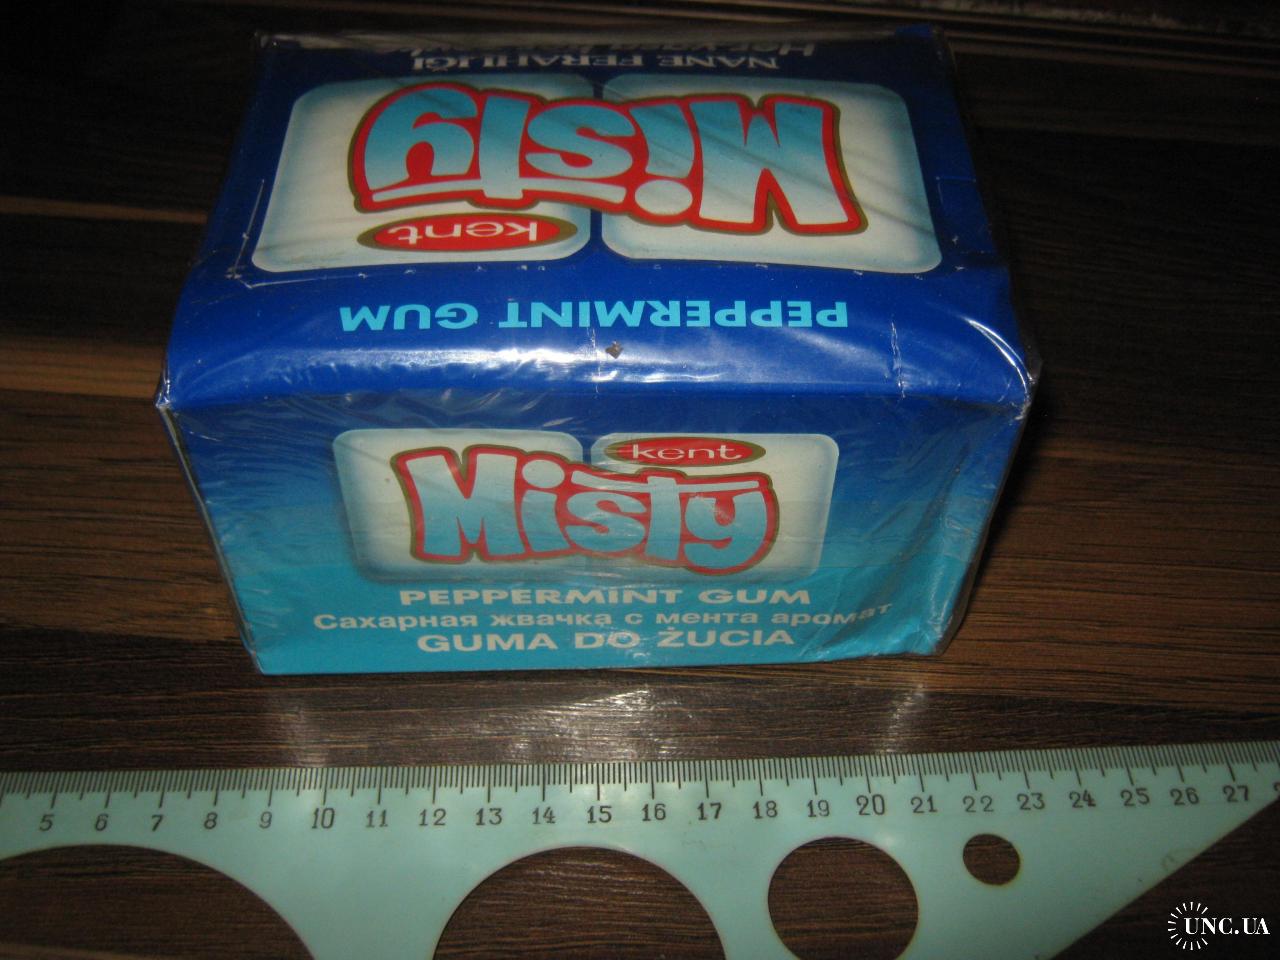 NANE FERAHLIĞI
Misty
kent
PEPPERMINT GUM
kent
Misty
PEPPERMINT GUM
Сахарная жвачка с мента аромат
GUMA DO ŻUCIA
5 6 7 8 9 10 11 12 13 14 15 16 17 18 19 20 21 22 23 24 25 26 27
UNC.UA